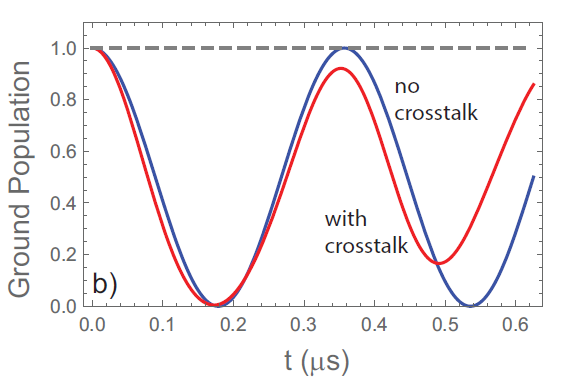 1.0
0.8
0.6
0.4
0.2
0.0
Ground Population
no
crosstalk
with
crosstalk
b)
0.0 0.1 0.2 0.3 0.4 0.5 0.6
t (μs)